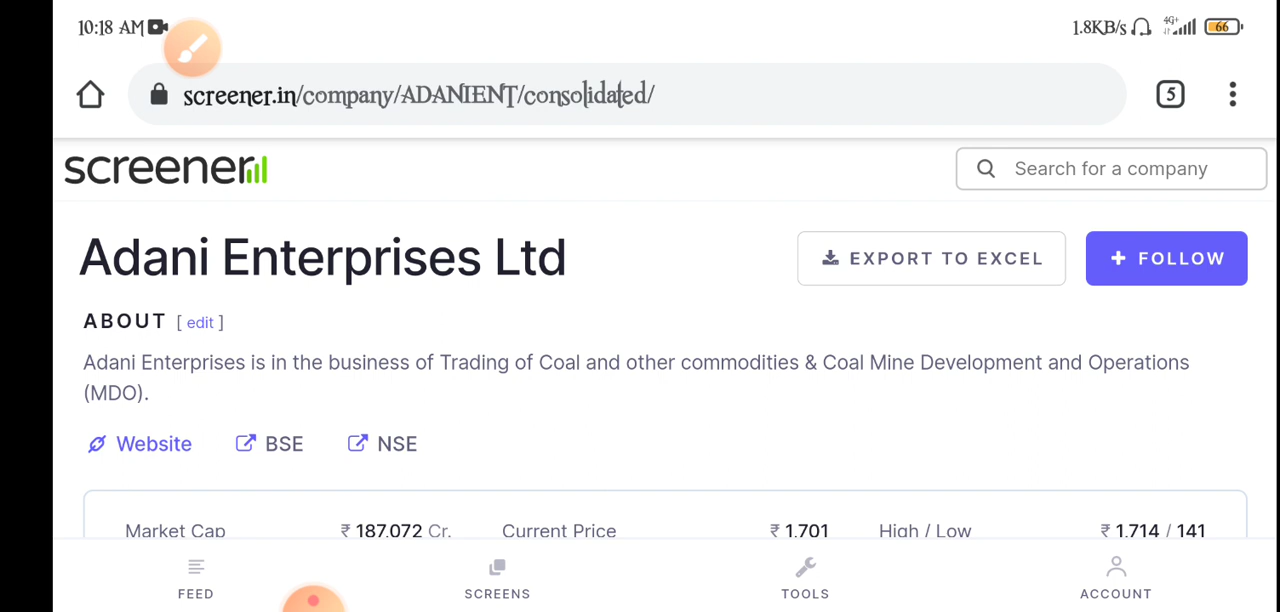 10:18 AM 1.8KB/s 4G+ 66
screener.in/company/ADANIENT/consolidated/ 5
screener Search for a company
Adani Enterprises Ltd EXPORT TO EXCEL + FOLLOW
ABOUT [ edit ]
Adani Enterprises is in the business of Trading of Coal and other commodities & Coal Mine Development and Operations
(MDO).
Website BSE NSE
Market Cap ₹ 187,072 Cr. Current Price ₹ 1,701 High / Low ₹ 1,714 / 141
FEED SCREENS TOOLS ACCOUNT